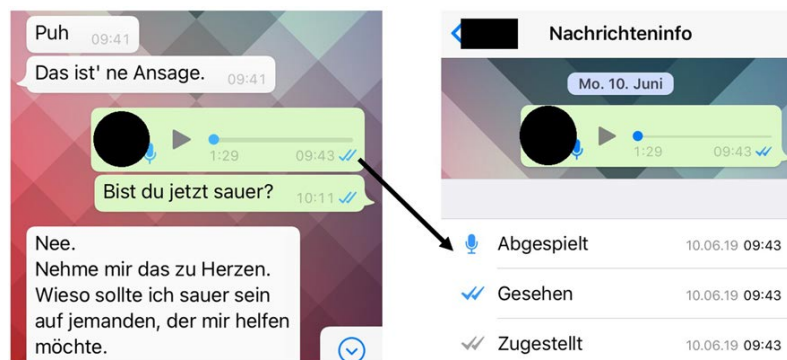 Puh 09:41
Das ist' ne Ansage. 09:41
1:29 09:43
Bist du jetzt sauer? 10:11
Nee.
Nehme mir das zu Herzen.
Wieso sollte ich sauer sein
auf jemanden, der mir helfen
möchte.
Nachrichteninfo
Mo. 10. Juni
1:29 09:43
Abgespielt 10.06.19 09:43
Gesehen 10.06.19 09:43
Zugestellt 10.06.19 09:43